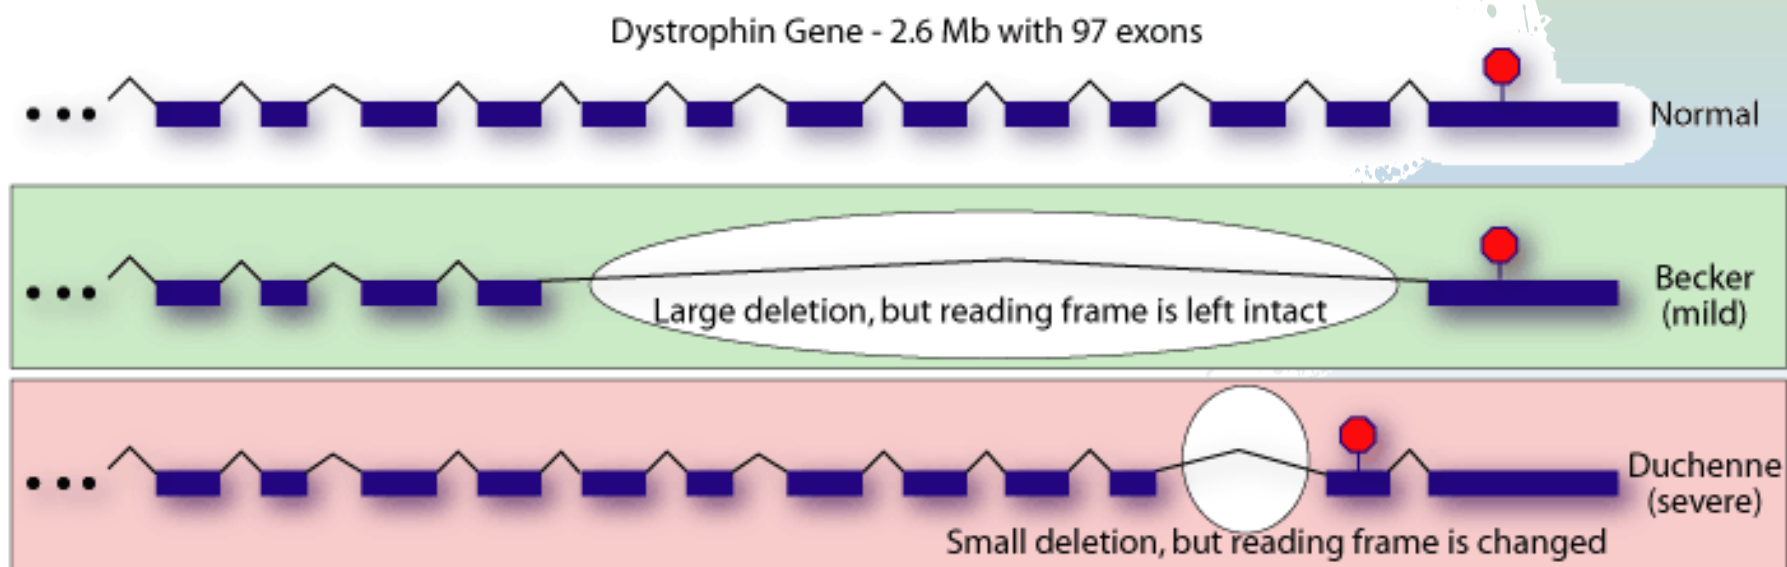 Dystrophin Gene - 2.6 Mb with 97 exons
Normal
Becker
(mild)
Large deletion, but reading frame is left intact
Duchenne
(severe)
Small deletion, but reading frame is changed